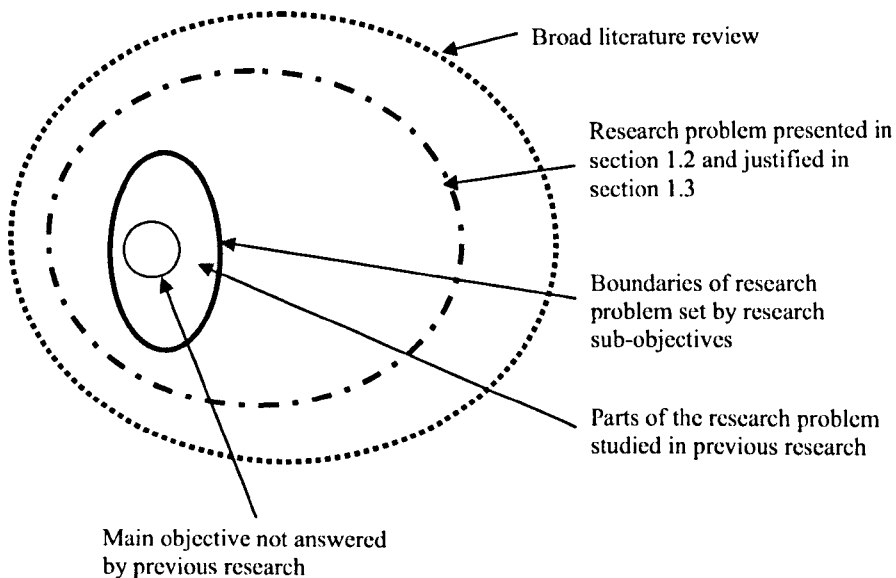 Broad literature review
Research problem presented in
section 1.2 and justified in
section 1.3
Boundaries of research
problem set by research
sub-objectives
Parts of the research problem
studied in previous research
Main objective not answered
by previous research